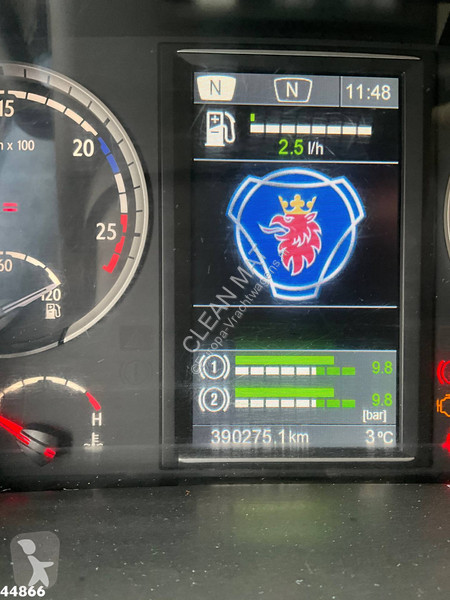 N N 11:48
15
n x 100
20
2.5 l/h
25
60
120
CLEAN MAT
Europa-Vrachtwagens
1 9.8
2 9.8
[bar]
H
390275.1km 3°C
44866